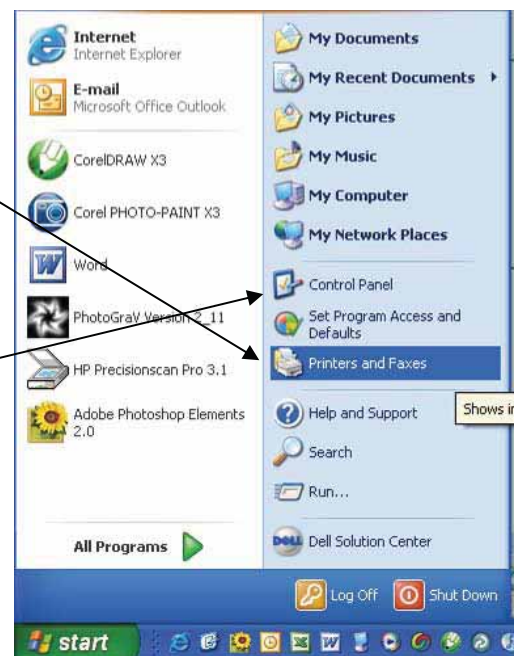 Internet
Internet Explorer
E-mail
Microsoft Office Outlook
CorelDRAW X3
Corel PHOTO-PAINT X3
Word
PhotoGraV Version 2_11
HP Precisionscan Pro 3.1
Adobe Photoshop Elements
2.0
All Programs
My Documents
My Recent Documents
My Pictures
My Music
My Computer
My Network Places
Control Panel
Set Program Access and
Defaults
Printers and Faxes
Help and Support
Shows in
Search
Run...
DELL Dell Solution Center
Log Off
Shut Down
start